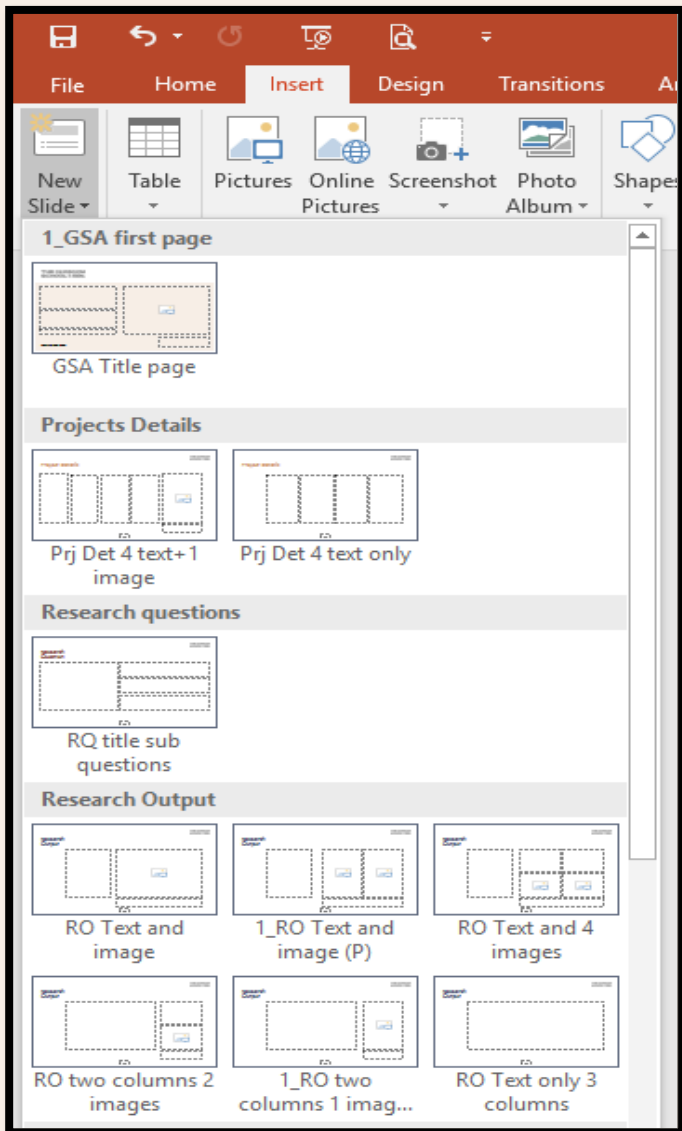 File Home Insert Design Transitions
New Table Pictures Online Screenshot Photo Shapes
Slide Pictures Album
1_GSA first page
GSA Title page
Projects Details
Prj Det 4 text+1 Prj Det 4 text only
image
Research questions
RQ title sub
questions
Research Output
RO Text and 1_RO Text and RO Text and 4
image image (P) images
RO two columns 2 1_RO two RO Text only 3
images columns 1 imag... columns